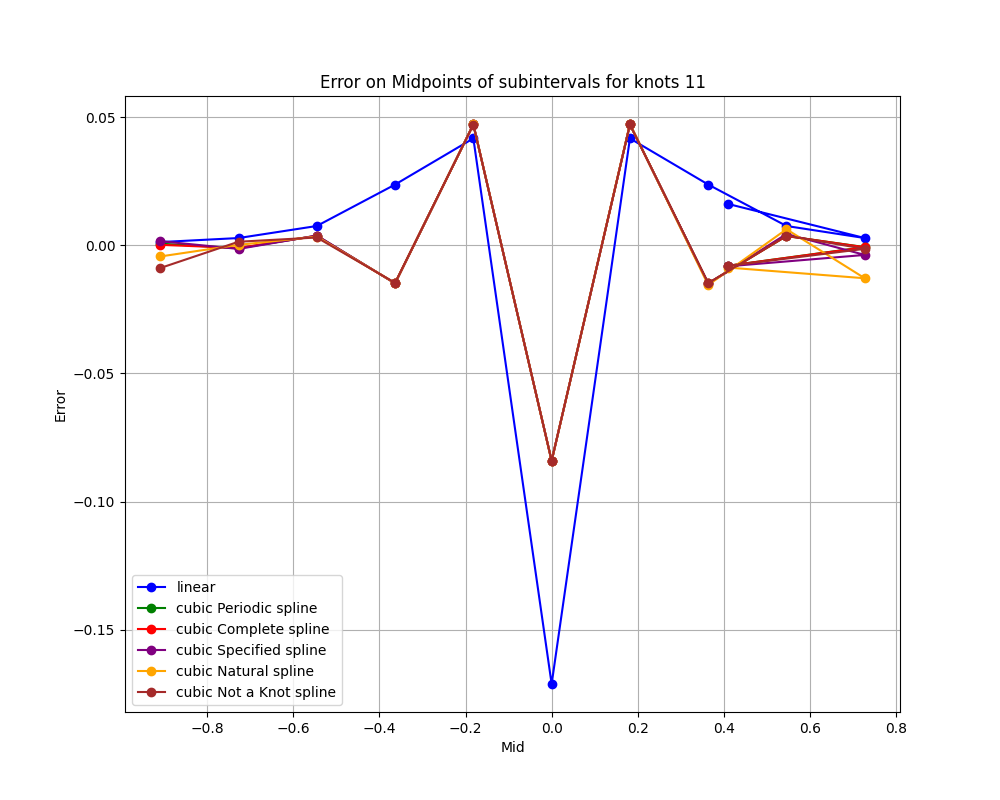 Error on Midpoints of subintervals for knots 11
Error
0.05
0.00
−0.05
−0.10
−0.15
linear
cubic Periodic spline
cubic Complete spline
cubic Specified spline
cubic Natural spline
cubic Not a Knot spline
−0.8 −0.6 −0.4 −0.2 0.0 0.2 0.4 0.6 0.8
Mid